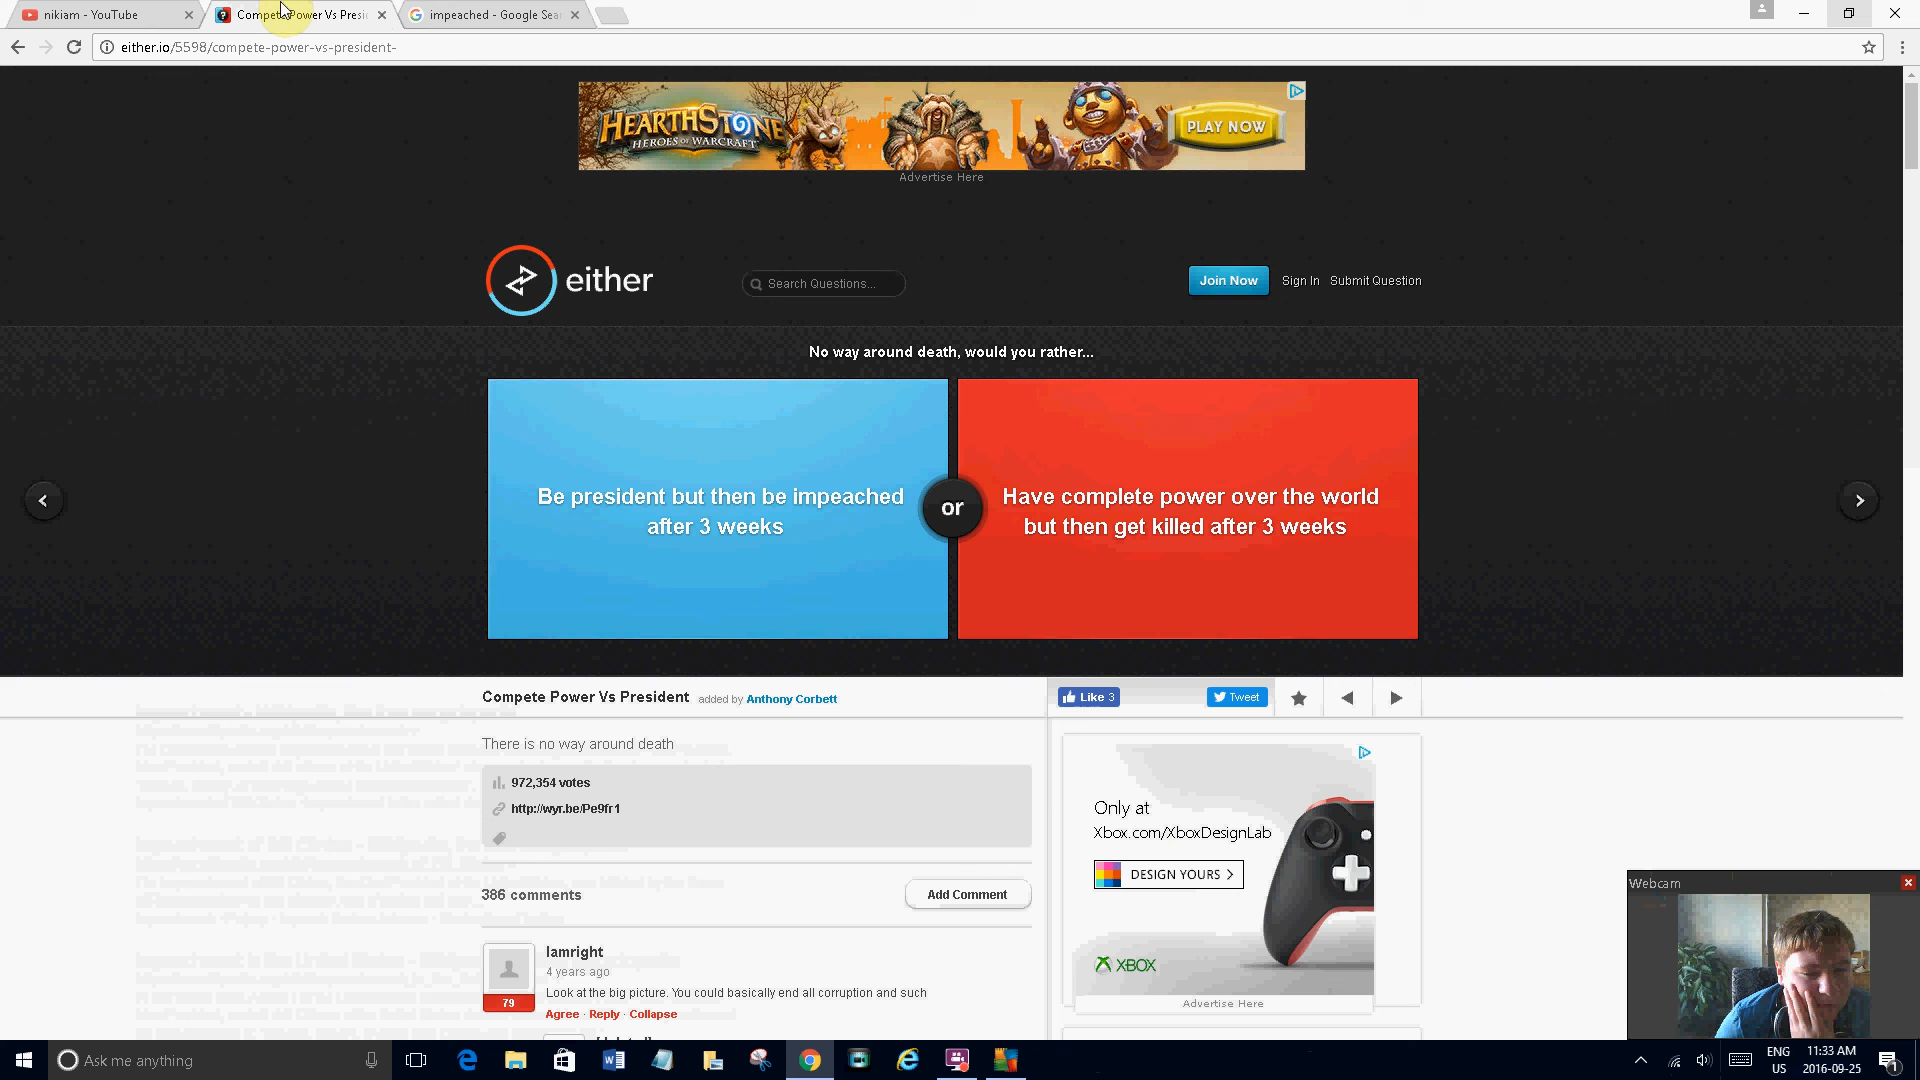 nikiam - YouTube
Compete Power Vs Presi
impeached - Google Sea
either.io/5598/compete-power-vs-president-
HEARTHSTONE
HEROES OF WARCRAFT
PLAY NOW
Advertise Here
either
Search Questions...
Join Now
Sign In
Submit Question
No way around death, would you rather...
Be president but then be impeached
after 3 weeks
or
Have complete power over the world
but then get killed after 3 weeks
Compete Power Vs President
added by Anthony Corbett
Like 3
Tweet
There is no way around death
972,354 votes
http://wyr.be/Pe9fr1
386 comments
Add Comment
Iamright
4 years ago
79
Look at the big picture. You could basically end all corruption and such
Agree · Reply · Collapse
Only at
Xbox.com/XboxDesignLab
DESIGN YOURS >
XBOX
Advertise Here
Webcam
Ask me anything
ENG
US
11:33 AM
2016-09-25
1